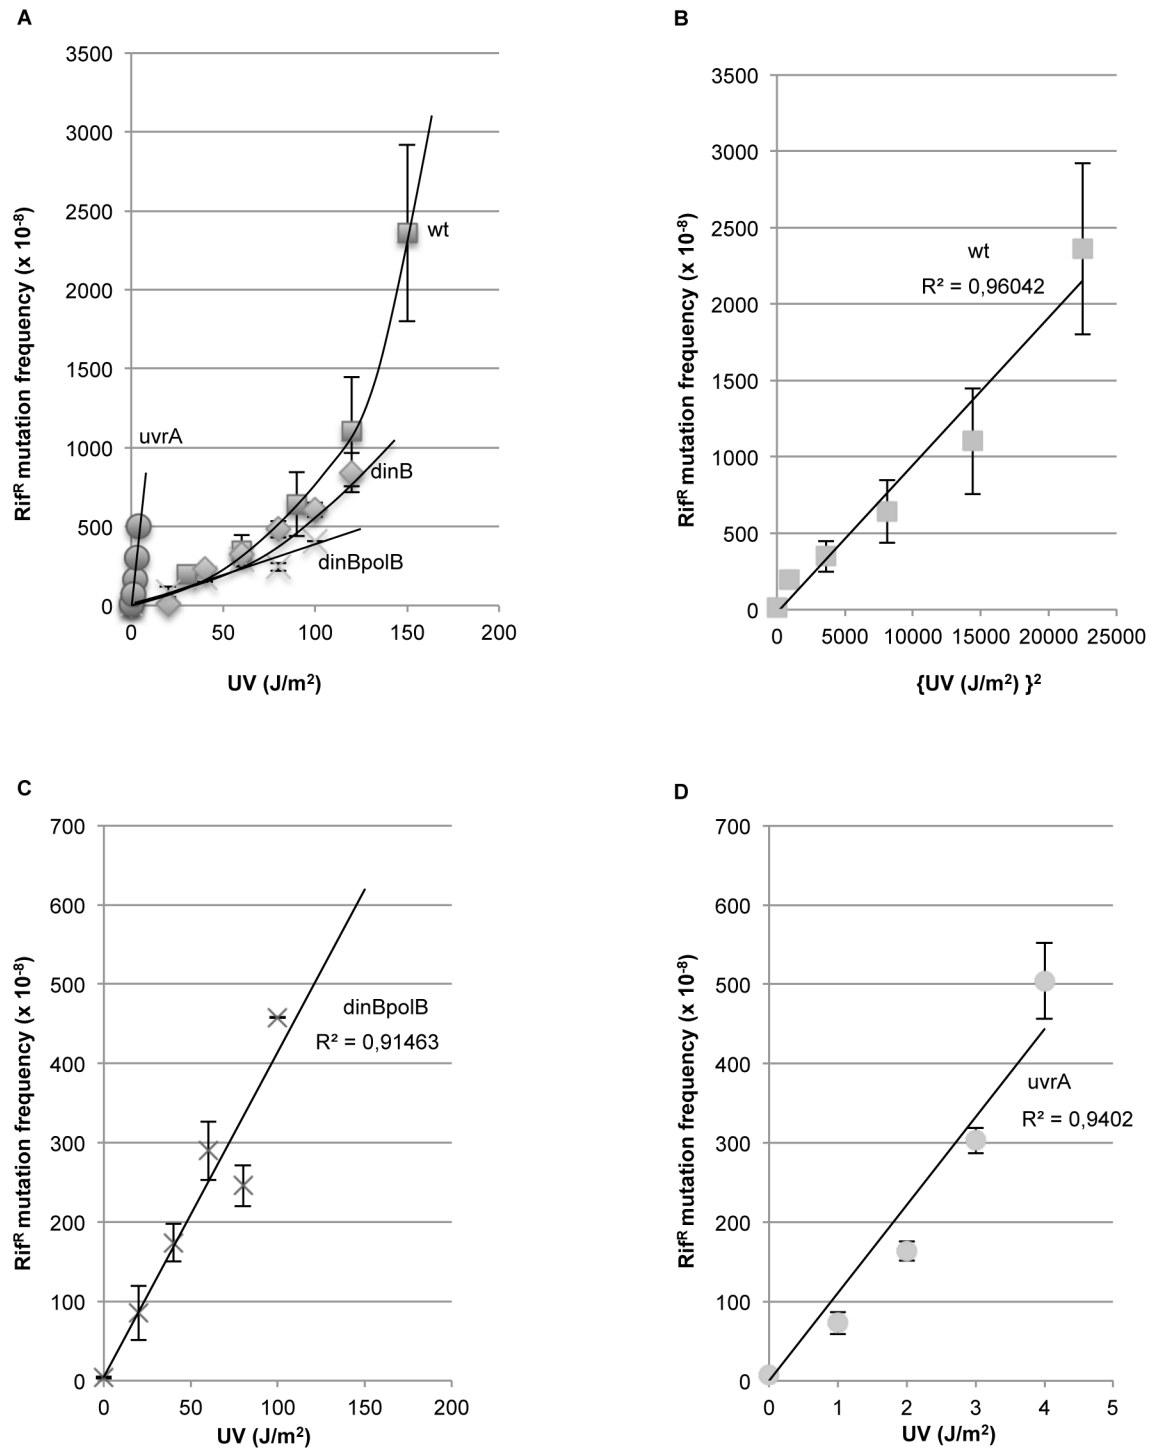 A
Rifᴿ mutation frequency (x 10⁻⁸)
3500
3000
2500
2000
1500
1000
500
0
wt
uvrA
dinB
dinBpolB
0 50 100 150 200
UV (J/m²)
B
Rifᴿ mutation frequency (x 10⁻⁸)
3500
3000
2500
2000
1500
1000
500
0
wt
R² = 0,96042
0 5000 10000 15000 20000 25000
{UV (J/m²) }²
C
Rifᴿ mutation frequency (x 10⁻⁸)
700
600
500
400
300
200
100
0
dinBpolB
R² = 0,91463
0 50 100 150 200
UV (J/m²)
D
Rifᴿ mutation frequency (x 10⁻⁸)
700
600
500
400
300
200
100
0
uvrA
R² = 0,9402
0 1 2 3 4 5
UV (J/m²)